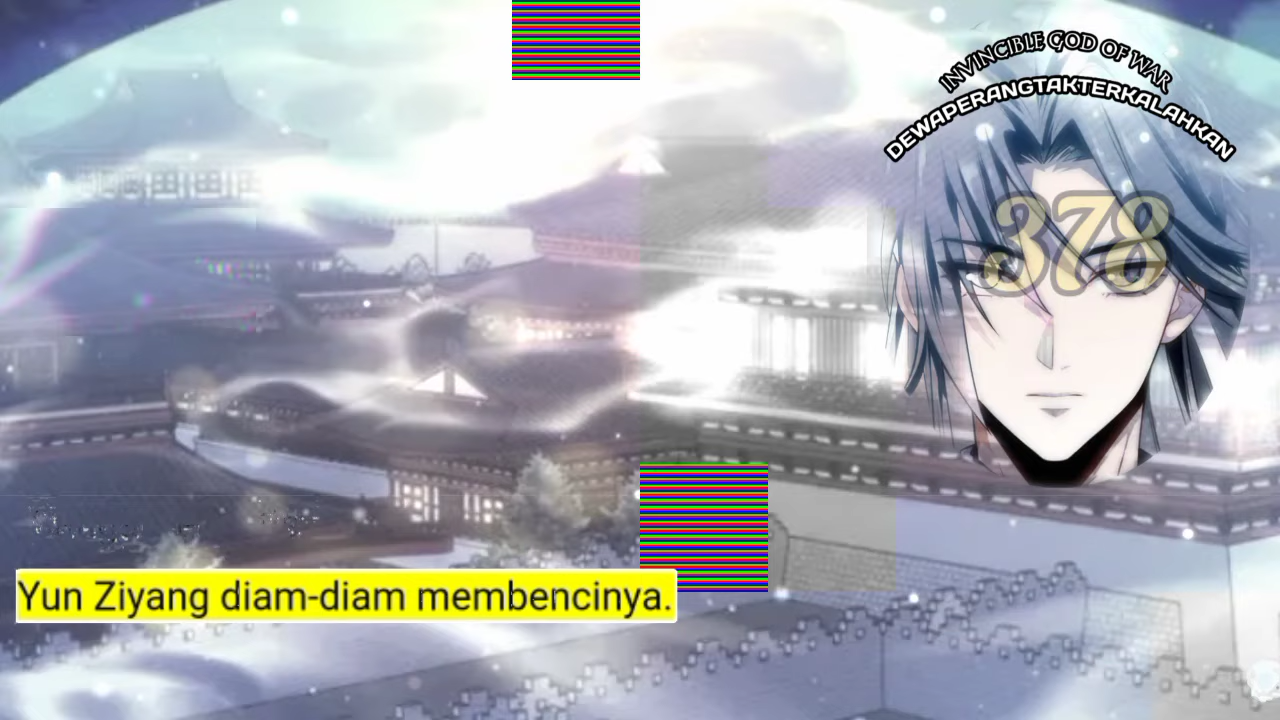 INVINCIBLE GOD OF WAR
DEWAPERANGTAKTERKALAHKAN
378
Yun Ziyang diam-diam membencinya.